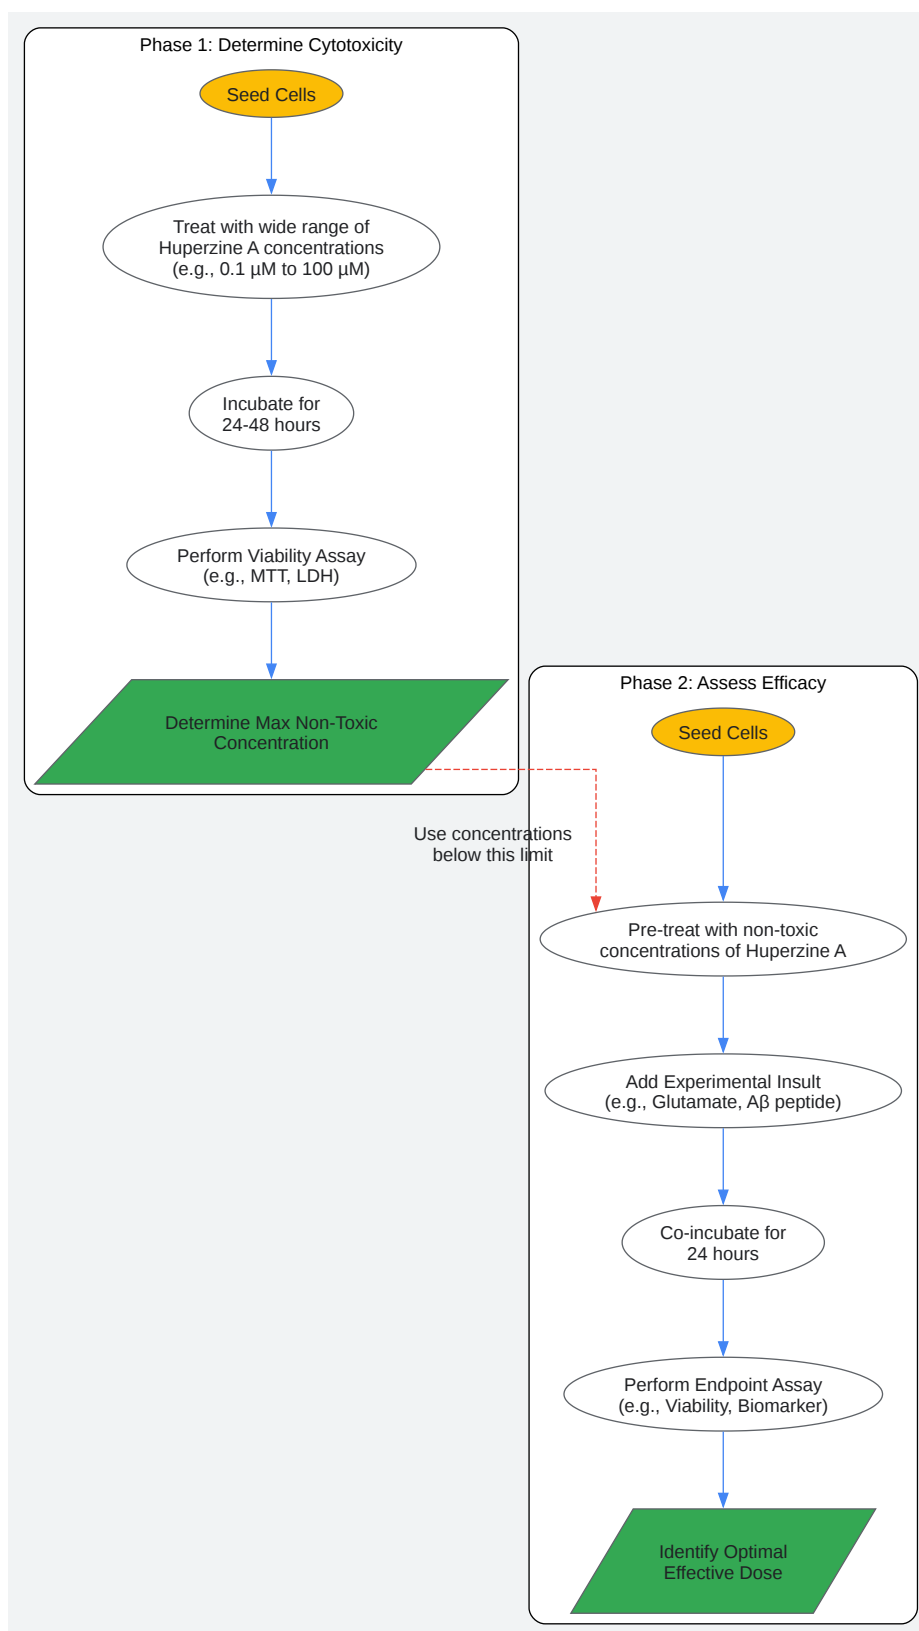 Phase 1: Determine Cytotoxicity
Seed Cells
Treat with wide range of
Huperzine A concentrations
(e.g., 0.1 µM to 100 µM)
Incubate for
24-48 hours
Perform Viability Assay
(e.g., MTT, LDH)
Determine Max Non-Toxic
Concentration
Use concentrations
below this limit
Phase 2: Assess Efficacy
Seed Cells
Pre-treat with non-toxic
concentrations of Huperzine A
Add Experimental Insult
(e.g., Glutamate, Aβ peptide)
Co-incubate for
24 hours
Perform Endpoint Assay
(e.g., Viability, Biomarker)
Identify Optimal
Effective Dose